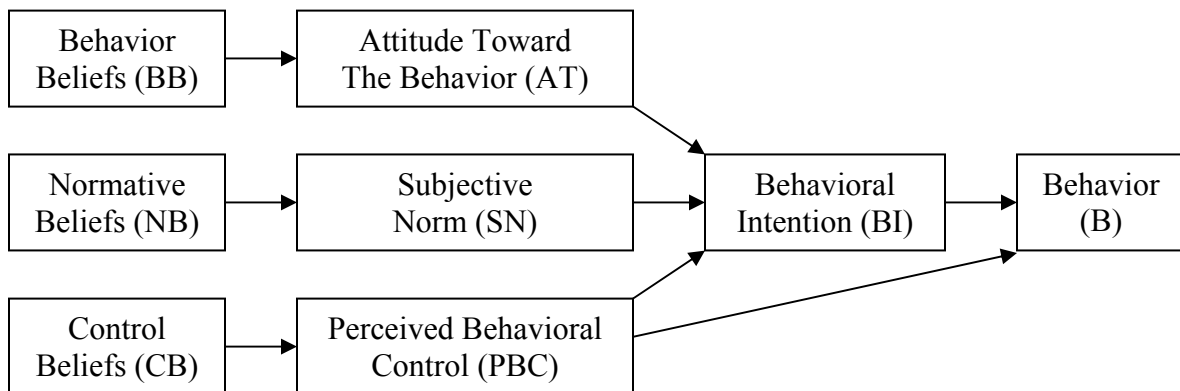 Behavior
Beliefs (BB)
Attitude Toward
The Behavior (AT)
Normative
Beliefs (NB)
Subjective
Norm (SN)
Behavioral
Intention (BI)
Behavior
(B)
Control
Beliefs (CB)
Perceived Behavioral
Control (PBC)